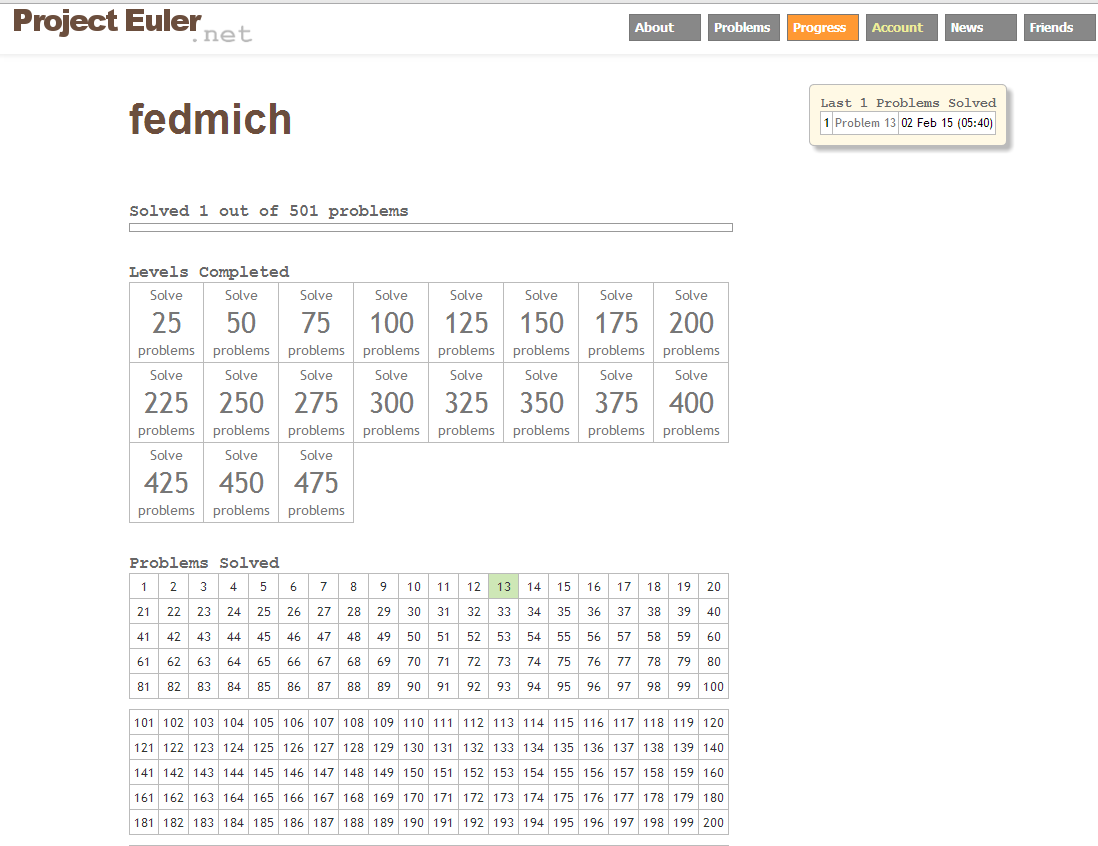 Project Euler.net
About Problems Progress Account News Friends
fedmich
Last 1 Problems Solved
1 Problem 13 02 Feb 15 (05:40)
Solved 1 out of 501 problems
Levels Completed
Solve Solve Solve Solve Solve Solve Solve Solve
25 50 75 100 125 150 175 200
problems problems problems problems problems problems problems problems
Solve Solve Solve Solve Solve Solve Solve Solve
225 250 275 300 325 350 375 400
problems problems problems problems problems problems problems problems
Solve Solve Solve
425 450 475
problems problems problems
Problems Solved
1 2 3 4 5 6 7 8 9 10 11 12 13 14 15 16 17 18 19 20
21 22 23 24 25 26 27 28 29 30 31 32 33 34 35 36 37 38 39 40
41 42 43 44 45 46 47 48 49 50 51 52 53 54 55 56 57 58 59 60
61 62 63 64 65 66 67 68 69 70 71 72 73 74 75 76 77 78 79 80
81 82 83 84 85 86 87 88 89 90 91 92 93 94 95 96 97 98 99 100
101 102 103 104 105 106 107 108 109 110 111 112 113 114 115 116 117 118 119 120
121 122 123 124 125 126 127 128 129 130 131 132 133 134 135 136 137 138 139 140
141 142 143 144 145 146 147 148 149 150 151 152 153 154 155 156 157 158 159 160
161 162 163 164 165 166 167 168 169 170 171 172 173 174 175 176 177 178 179 180
181 182 183 184 185 186 187 188 189 190 191 192 193 194 195 196 197 198 199 200